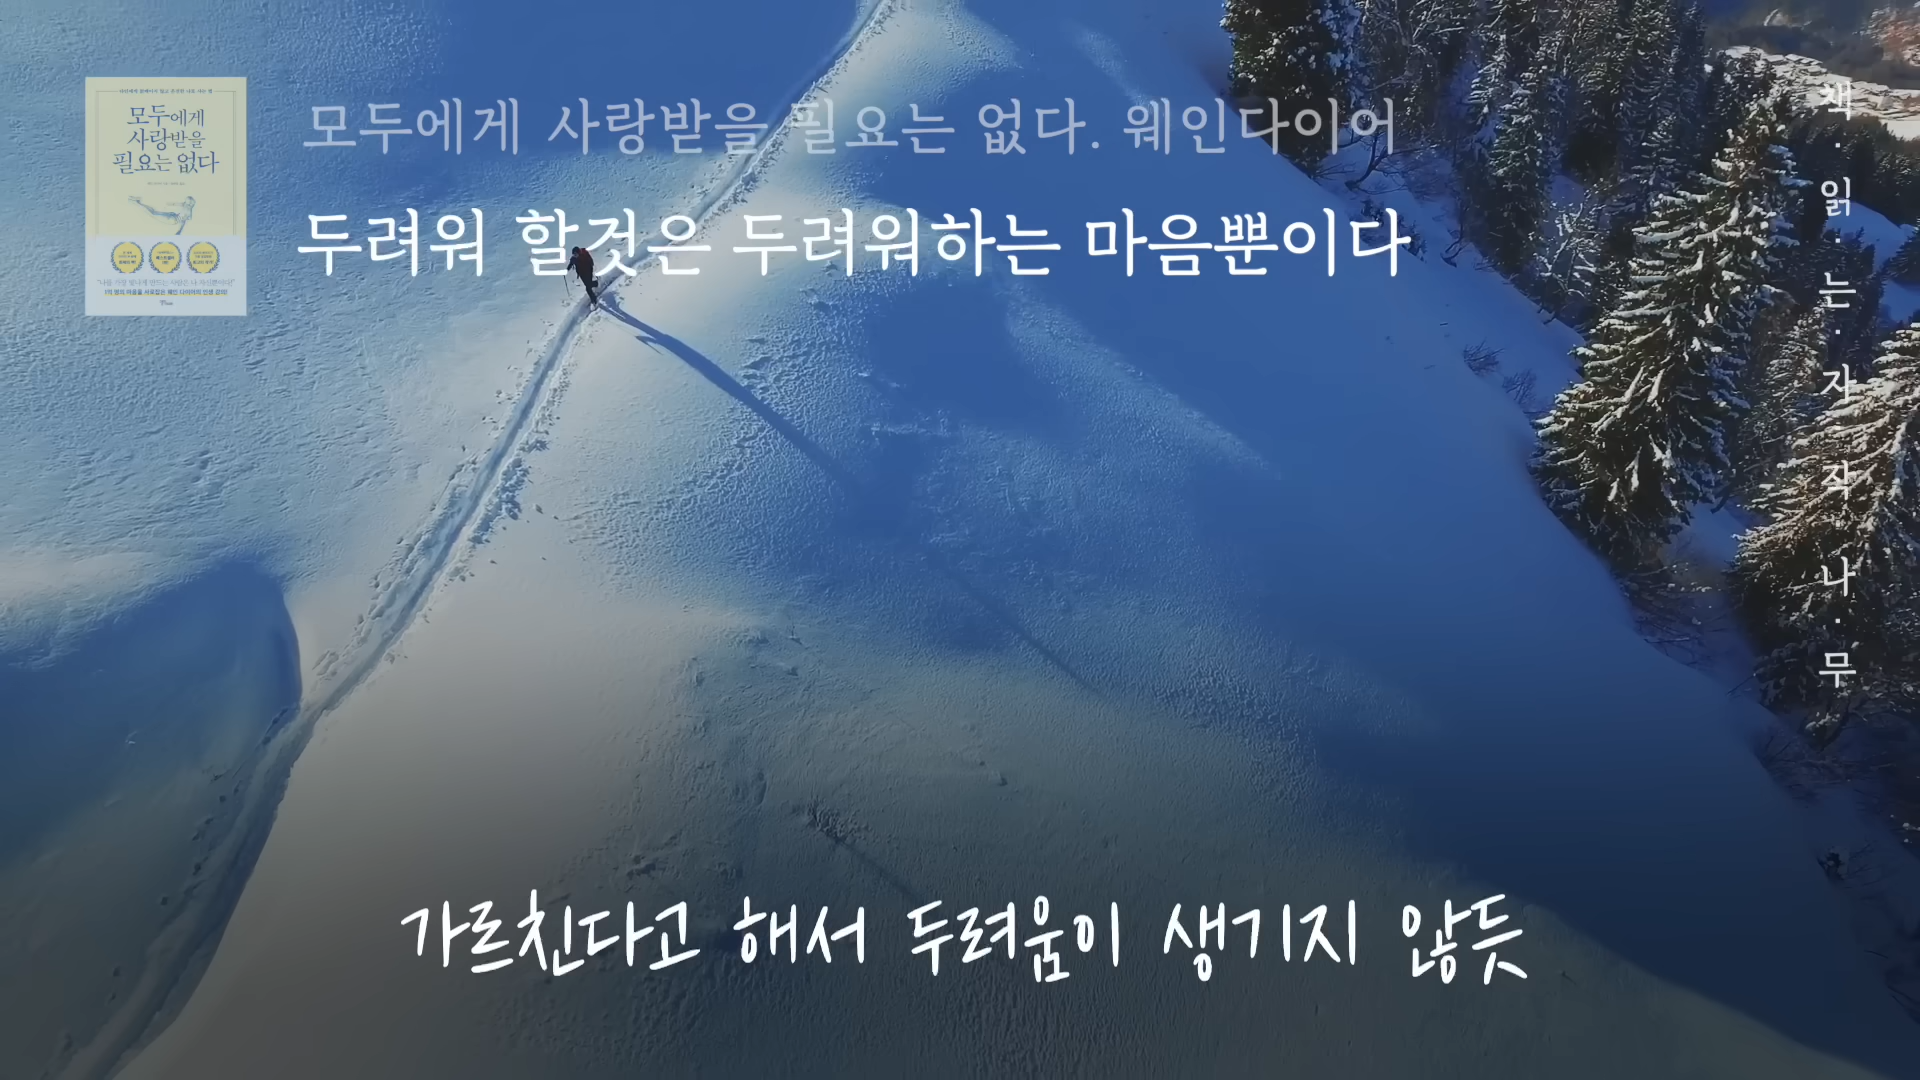 모두에게
사랑받을
필요는 없다
모두에게 사랑받을 필요는 없다. 웨인다이어
두려워 할것은 두려워하는 마음뿐이다
책·읽·는·자·작·나·무
가르친다고 해서 두려움이 생기지 않듯